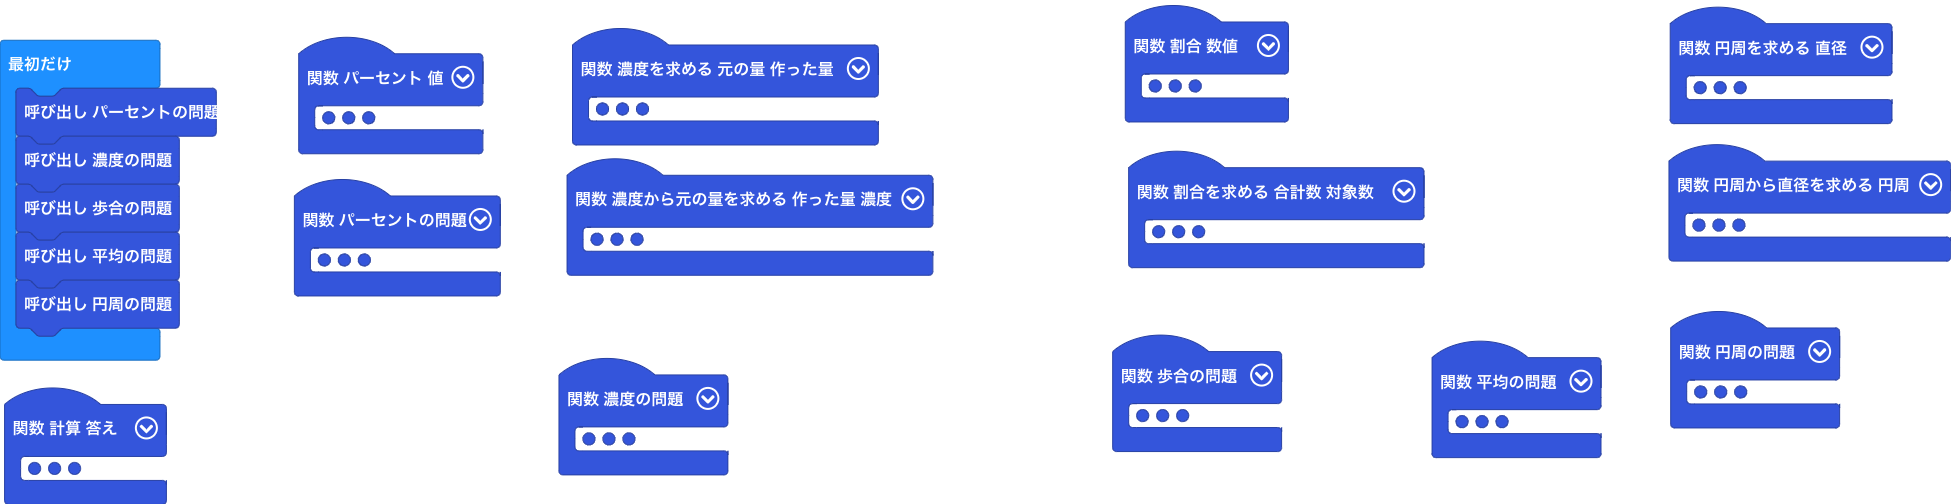 最初だけ
呼び出し パーセントの問題
呼び出し 濃度の問題
呼び出し 歩合の問題
呼び出し 平均の問題
呼び出し 円周の問題
関数 計算 答え
関数 パーセント 値
関数 パーセントの問題
関数 濃度を求める 元の量 作った量
関数 濃度から元の量を求める 作った量 濃度
関数 濃度の問題
関数 割合 数値
関数 割合を求める 合計数 対象数
関数 歩合の問題
関数 平均の問題
関数 円周を求める 直径
関数 円周から直径を求める 円周
関数 円周の問題